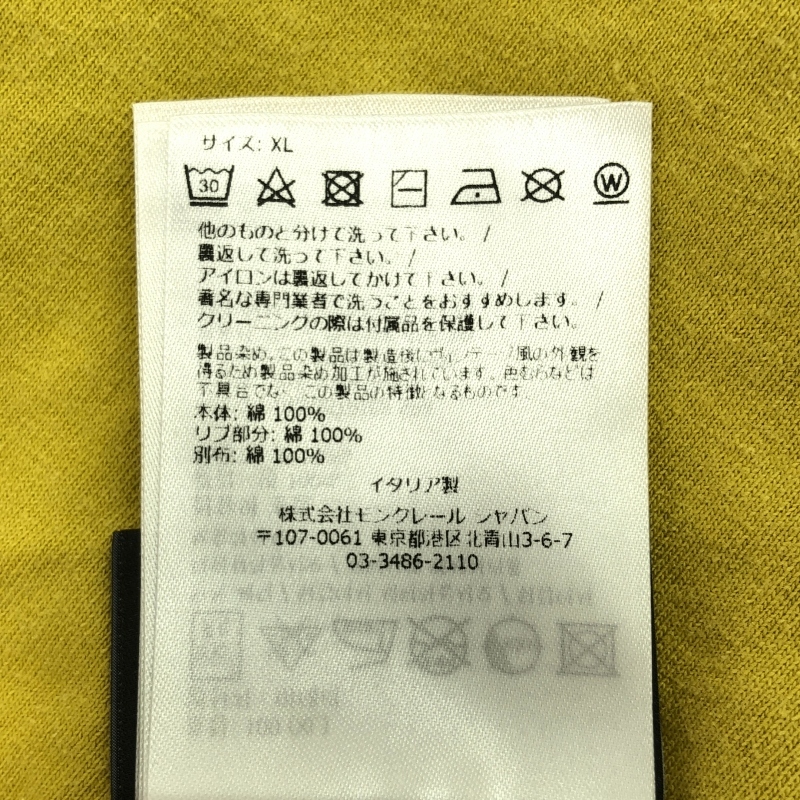 サイズ: XL
30
W
他のものと分けて洗って下さい。 /
裏返して洗って下さい。 /
アイロンは裏返してかけて下さい。 /
著名な専門業者で洗うことをおすすめします。 /
クリーニングの際は付属品を保護して下さい。
製品染め。この製品は製造後にヴィンテージ風の外観を
得るため製品染め加工が施されています。色むらなどは
不具合でなくこの製品の特徴となるものです。
本体: 綿 100%
リブ部分: 綿 100%
別布: 綿 100%
イタリア製
株式会社モンクレール ジャパン
〒107-0061 東京都港区北青山3-6-7
03-3486-2110